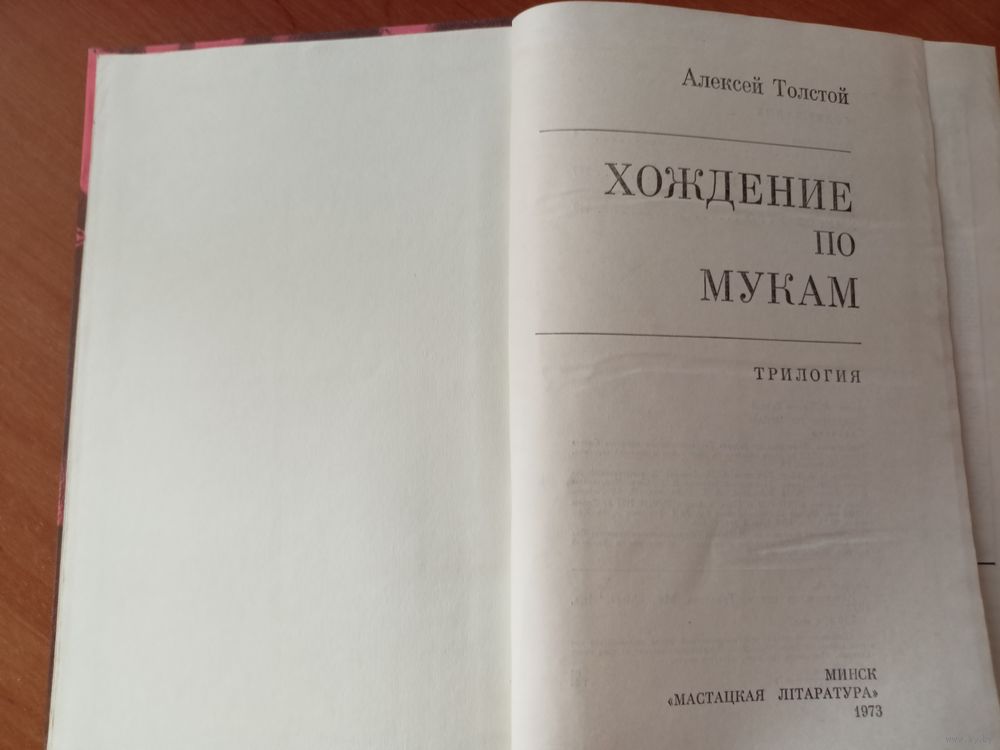 Алексей Толстой
ХОЖДЕНИЕ
ПО
МУКАМ
ТРИЛОГИЯ
МИНСК
«МАСТАЦКАЯ ЛІТАРАТУРА»
1973